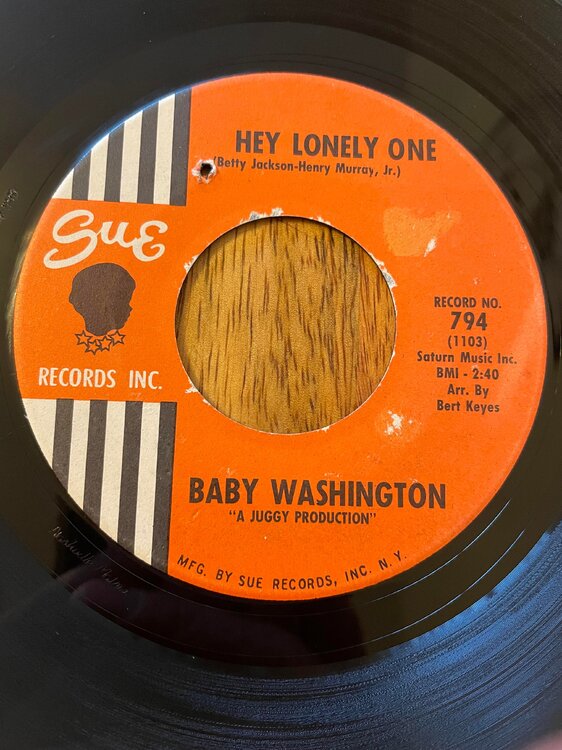 HEY LONELY ONE
(Betty Jackson-Henry Murray, Jr.)
Sue
RECORDS INC.
RECORD NO.
794
(1103)
Saturn Music Inc.
BMI - 2:40
Arr. By
Bert Keyes
BABY WASHINGTON
"A JUGGY PRODUCTION"
MFG. BY SUE RECORDS, INC. N.Y.